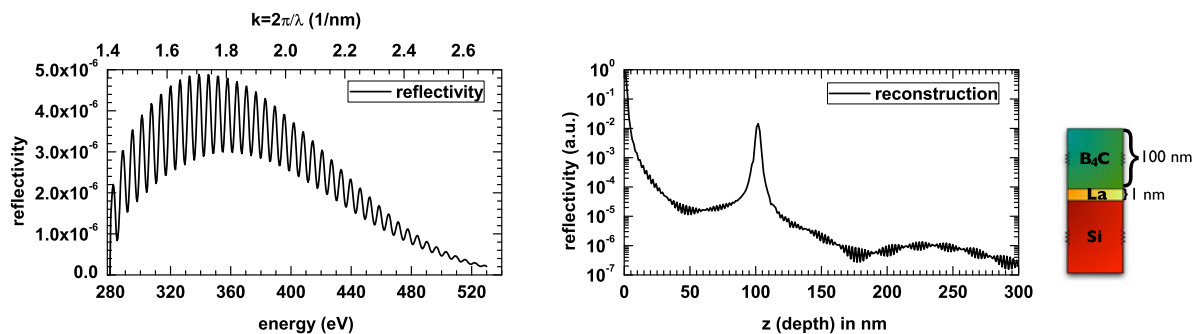 k=2π/λ (1/nm)
1.4 1.6 1.8 2.0 2.2 2.4 2.6
5.0x10⁻⁶
4.0x10⁻⁶
3.0x10⁻⁶
2.0x10⁻⁶
1.0x10⁻⁶
0.0
reflectivity
reflectivity
280 320 360 400 440 480 520
energy (eV)
10⁰
10⁻¹
10⁻²
10⁻³
10⁻⁴
10⁻⁵
10⁻⁶
10⁻⁷
reflectivity (a.u.)
reconstruction
0 50 100 150 200 250 300
z (depth) in nm
B₄C
100 nm
La
1 nm
Si